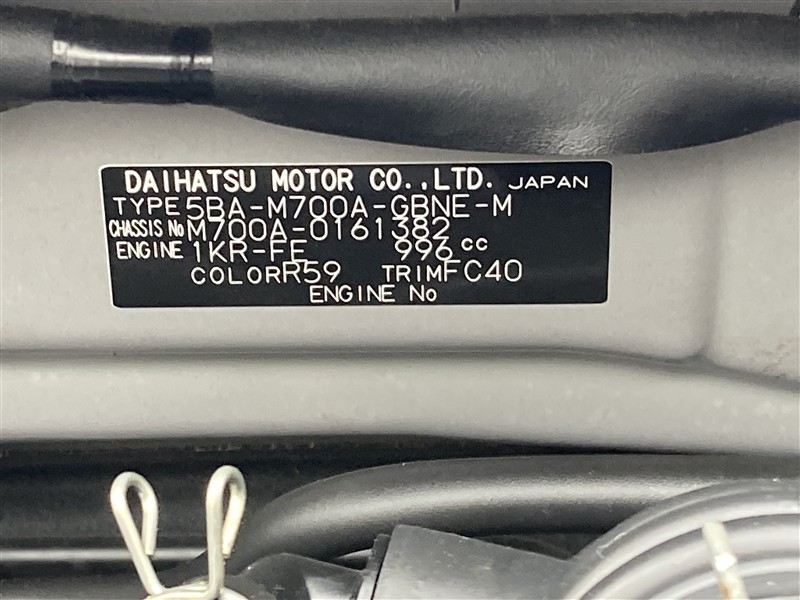 DAIHATSU MOTOR CO.,LTD. JAPAN
TYPE 5BA-M700A-GBNE-M
CHASSIS No M700A-0161382
ENGINE 1KR-FE 996 cc
COLOR R59 TRIM FC40
ENGINE No